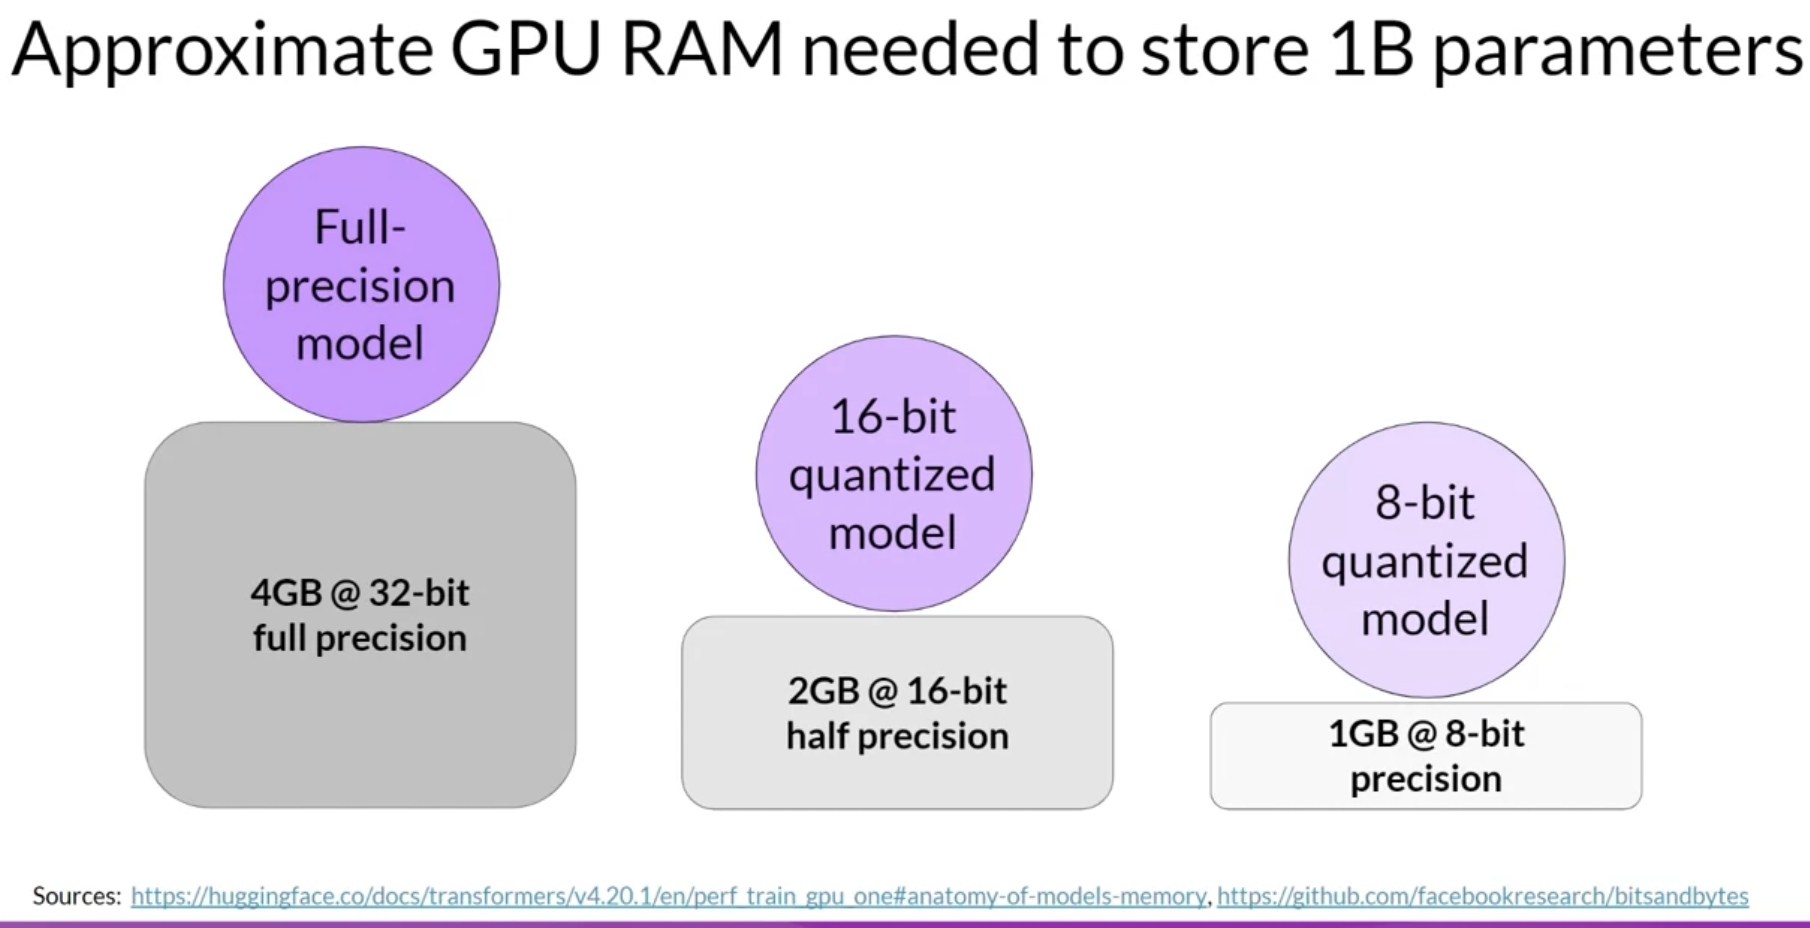 Approximate GPU RAM needed to store 1B parameters
Full-
precision
model
4GB @ 32-bit
full precision
16-bit
quantized
model
2GB @ 16-bit
half precision
8-bit
quantized
model
1GB @ 8-bit
precision
Sources: https://huggingface.co/docs/transformers/v4.20.1/en/perf_train_gpu_one#anatomy-of-models-memory, https://github.com/facebookresearch/bitsandbytes